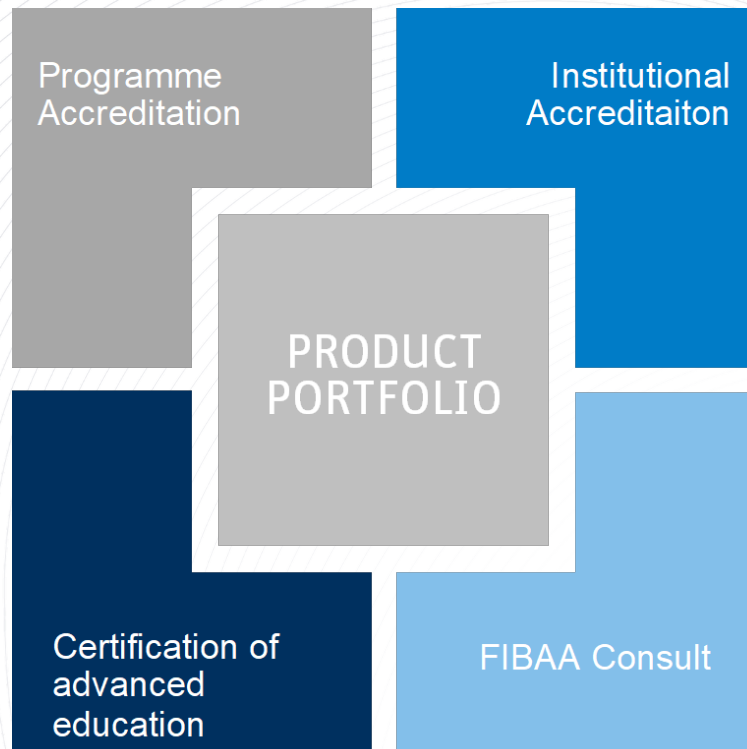 Programme
Accreditation
Institutional
Accreditaiton
PRODUCT
PORTFOLIO
Certification of
advanced
education
FIBAA Consult